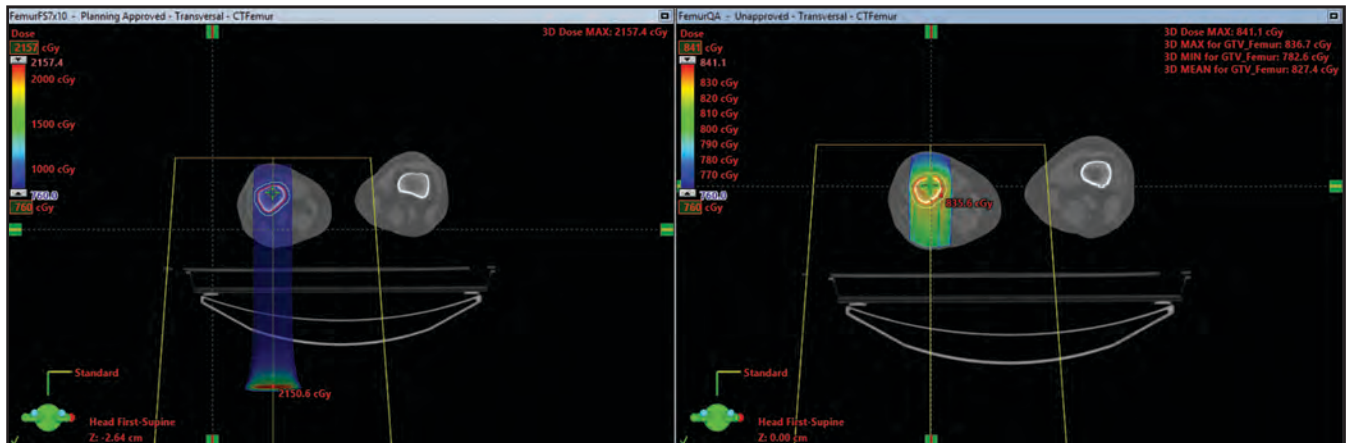 FemurFS7x10 - Planning Approved - Transversal - CTFemur
Dose
2157 cGy
2157.4
2000 cGy
1500 cGy
1000 cGy
760.0
760 cGy
3D Dose MAX: 2157.4 cGy
2150.6 cGy
Standard
Head First-Supine
Z: -2.64 cm
FemurQA - Unapproved - Transversal - CTFemur
Dose
841 cGy
841.1
830 cGy
820 cGy
810 cGy
800 cGy
790 cGy
780 cGy
770 cGy
760.0
760 cGy
3D Dose MAX: 841.1 cGy
3D MAX for GTV_Femur: 836.7 cGy
3D MIN for GTV_Femur: 782.6 cGy
3D MEAN for GTV_Femur: 827.4 cGy
835.6 cGy
Standard
Head First-Supine
Z: 0.00 cm